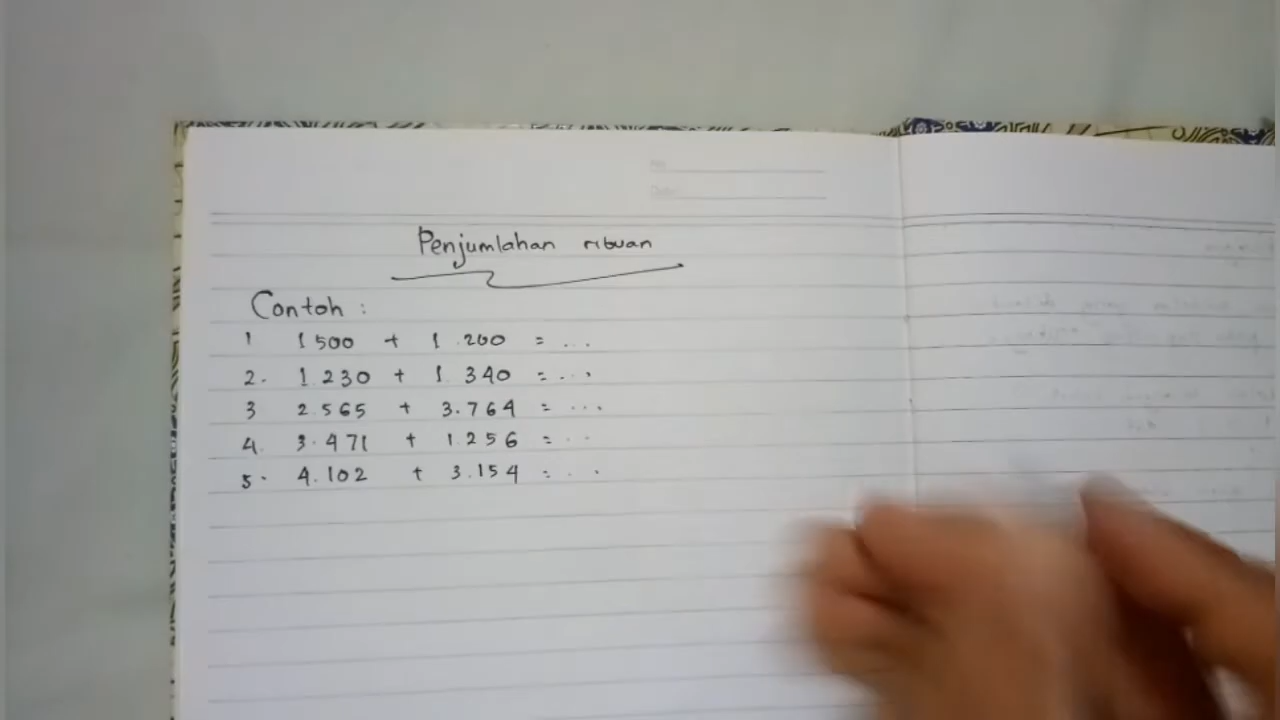 Penjumlahan ribuan
Contoh :
1 1 500 + 1.200 = ...
2. 1.230 + 1.340 = ...
3 2.565 + 3.764 = ...
4. 3.471 + 1.256 = ..
5. 4.102 + 3.154 = ..